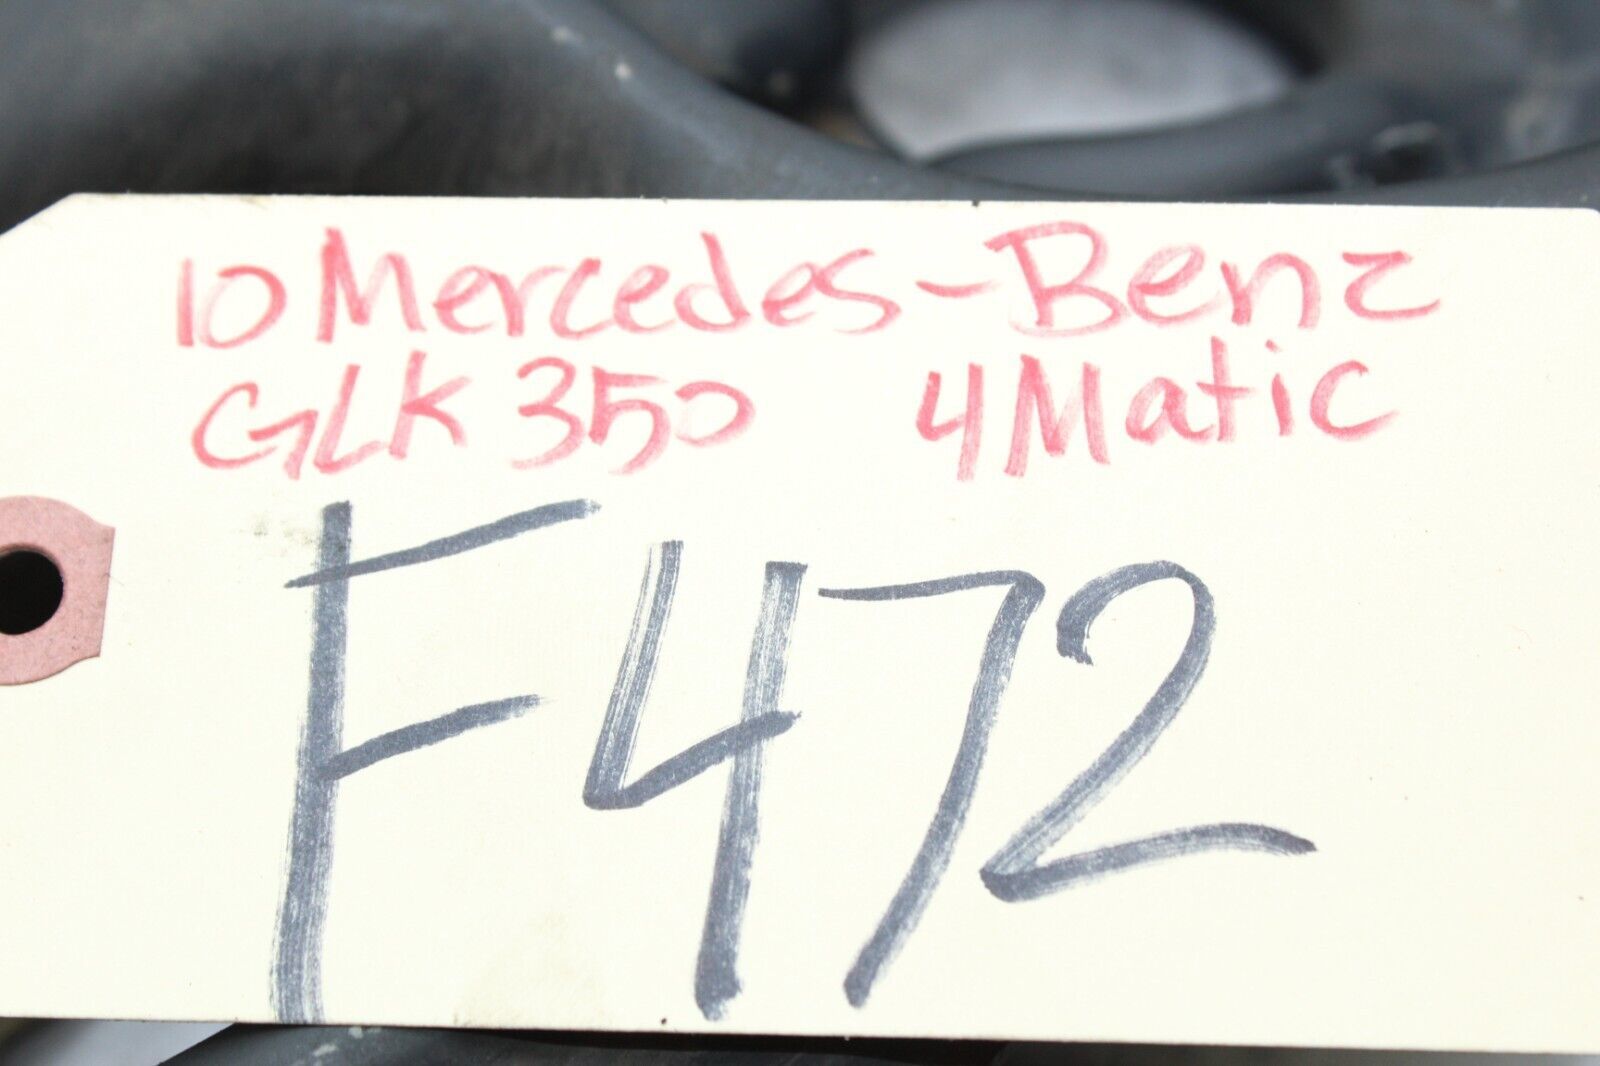 10 Mercedes-Benz
GLK 350 4Matic
F472